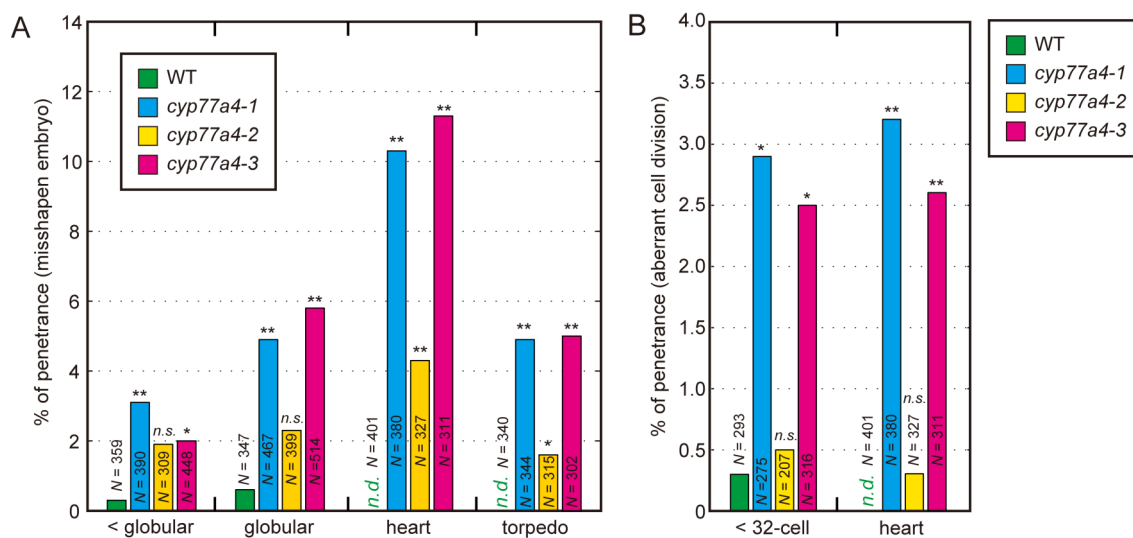 A
% of penetrance (misshapen embryo)
14
12
10
8
6
4
2
0
WT
cyp77a4-1
cyp77a4-2
cyp77a4-3
N = 359
**
N = 390
n.s.
N = 309
*
N = 448
N = 347
**
N = 467
n.s.
N = 399
**
N =514
n.d.
N = 401
**
N = 380
**
N = 327
**
N = 311
n.d.
N = 340
**
N = 344
*
N = 315
**
N = 302
< globular
globular
heart
torpedo
B
% of penetrance (aberrant cell division)
4.0
3.5
3.0
2.5
2.0
1.5
1.0
0.5
0
WT
cyp77a4-1
cyp77a4-2
cyp77a4-3
N = 293
*
N =275
n.s.
N = 207
*
N = 316
n.d.
N = 401
**
N = 380
n.s.
N = 327
**
N = 311
< 32-cell
heart